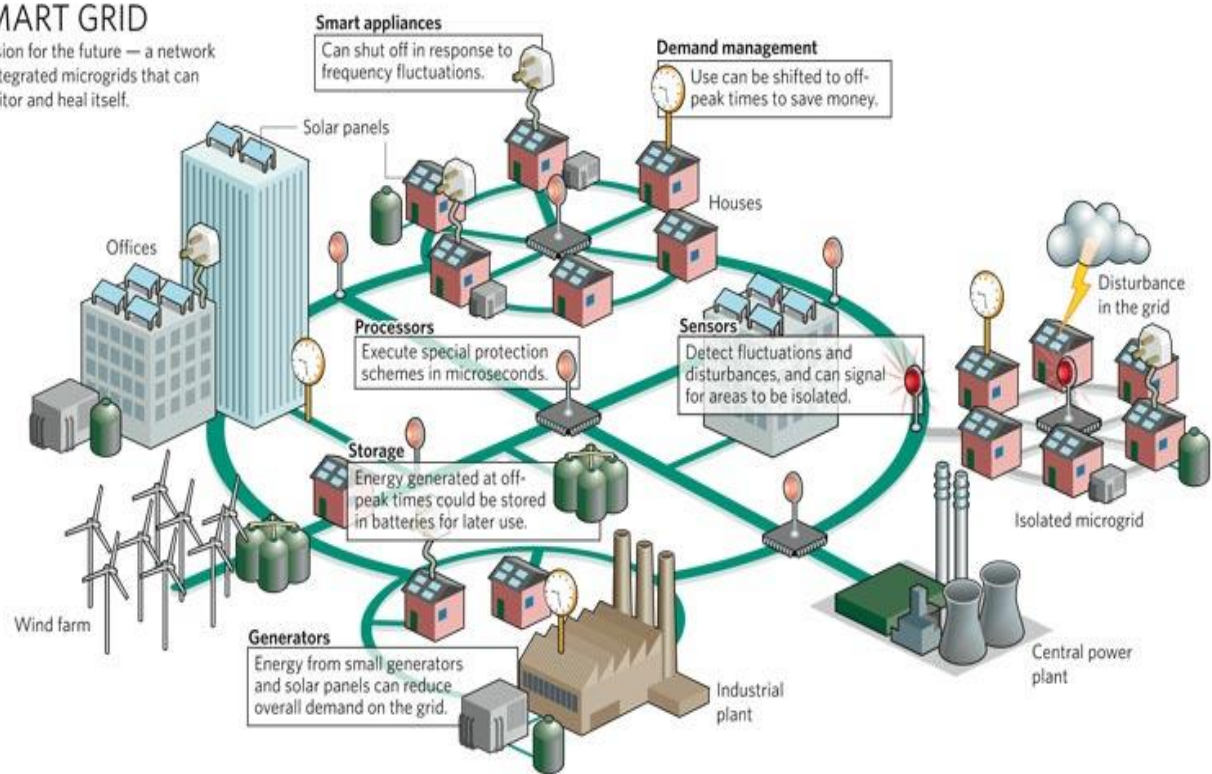 MART GRID
sion for the future — a network
tegrated microgrids that can
itor and heal itself.
Smart appliances
Can shut off in response to
frequency fluctuations.
Demand management
Use can be shifted to off-
peak times to save money.
Solar panels
Houses
Offices
Disturbance
in the grid
Processors
Execute special protection
schemes in microseconds.
Sensors
Detect fluctuations and
disturbances, and can signal
for areas to be isolated.
Storage
Energy generated at off-
peak times could be stored
in batteries for later use.
Isolated microgrid
Wind farm
Generators
Energy from small generators
and solar panels can reduce
overall demand on the grid.
Industrial
plant
Central power
plant